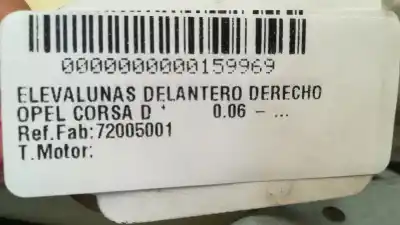 0000000000159969
ELEVALUNAS DELANTERO DERECHO
OPEL CORSA D * 0.06 - ...
Ref.Fab:72005001
T.Motor: